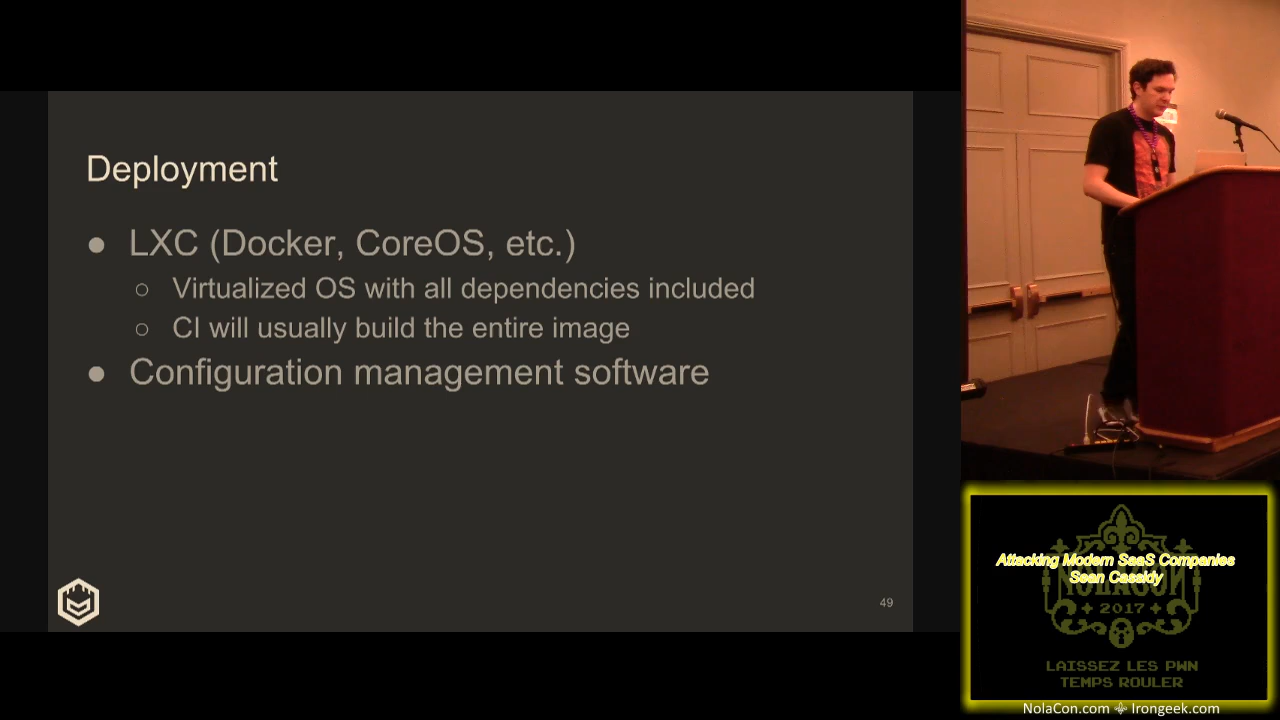 Deployment
● LXC (Docker, CoreOS, etc.)
○ Virtualized OS with all dependencies included
○ CI will usually build the entire image
● Configuration management software
49
Attacking Modern SaaS Companies
Sean Cassidy
NOLACON
2017
LAISSEZ LES PWN
TEMPS ROULER
NolaCon.com ⚜ Irongeek.com